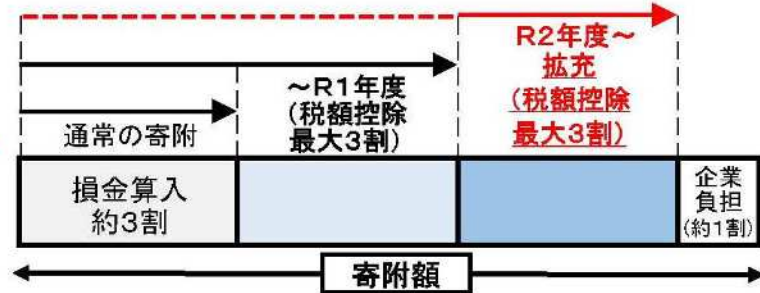 R2年度～
拡充
(税額控除
最大3割)
～R1年度
(税額控除
最大3割)
通常の寄附
損金算入
約3割
企業
負担
(約1割)
寄附額